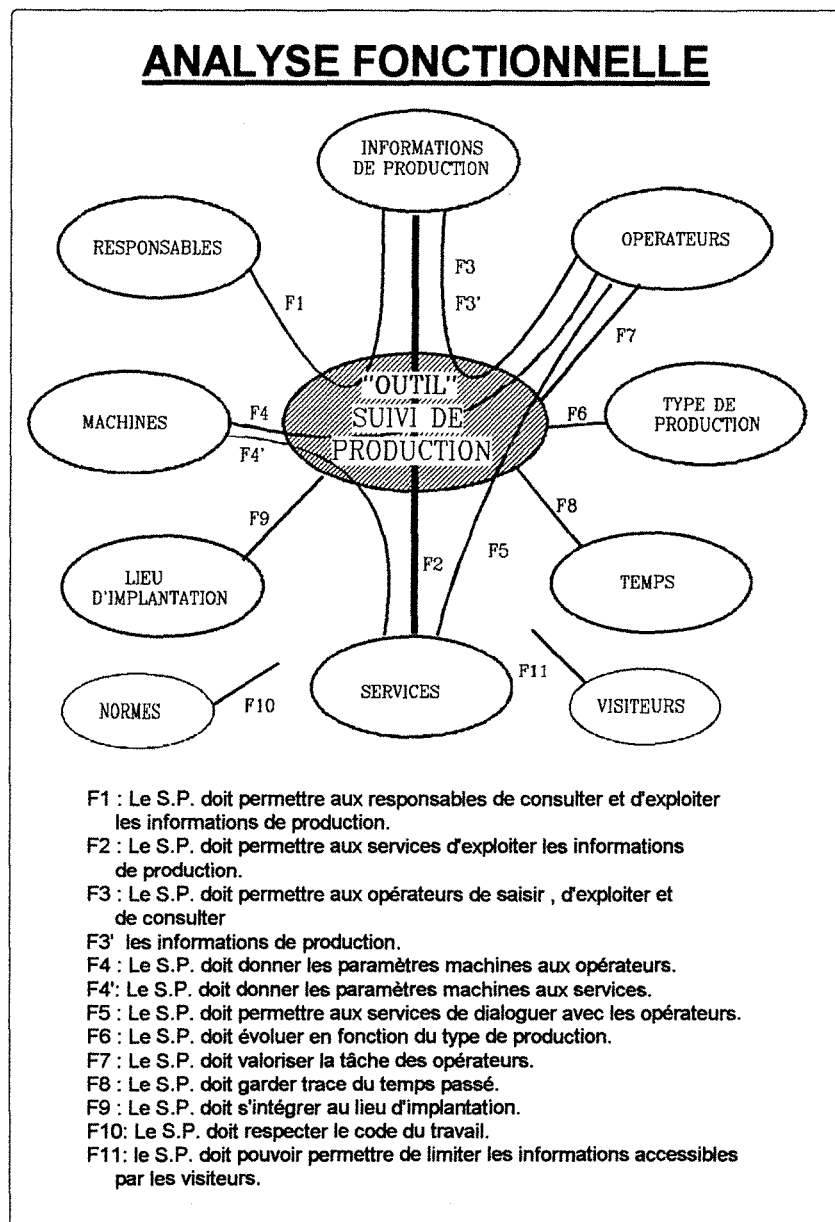 ANALYSE FONCTIONNELLE
INFORMATIONS
DE PRODUCTION
RESPONSABLES
OPERATEURS
F3
F3'
F1
F7
"OUTIL"
SUIVI DE
PRODUCTION
MACHINES
F4
F4'
F6
TYPE DE
PRODUCTION
F9
F8
LIEU
D'IMPLANTATION
F2
F5
TEMPS
NORMES
F10
SERVICES
F11
VISITEURS
F1 : Le S.P. doit permettre aux responsables de consulter et d'exploiter
les informations de production.
F2 : Le S.P. doit permettre aux services d'exploiter les informations
de production.
F3 : Le S.P. doit permettre aux opérateurs de saisir , d'exploiter et
de consulter
F3' les informations de production.
F4 : Le S.P. doit donner les paramètres machines aux opérateurs.
F4': Le S.P. doit donner les paramètres machines aux services.
F5 : Le S.P. doit permettre aux services de dialoguer avec les opérateurs.
F6 : Le S.P. doit évoluer en fonction du type de production.
F7 : Le S.P. doit valoriser la tâche des opérateurs.
F8 : Le S.P. doit garder trace du temps passé.
F9 : Le S.P. doit s'intégrer au lieu d'implantation.
F10: Le S.P. doit respecter le code du travail.
F11: le S.P. doit pouvoir permettre de limiter les informations accessibles
par les visiteurs.